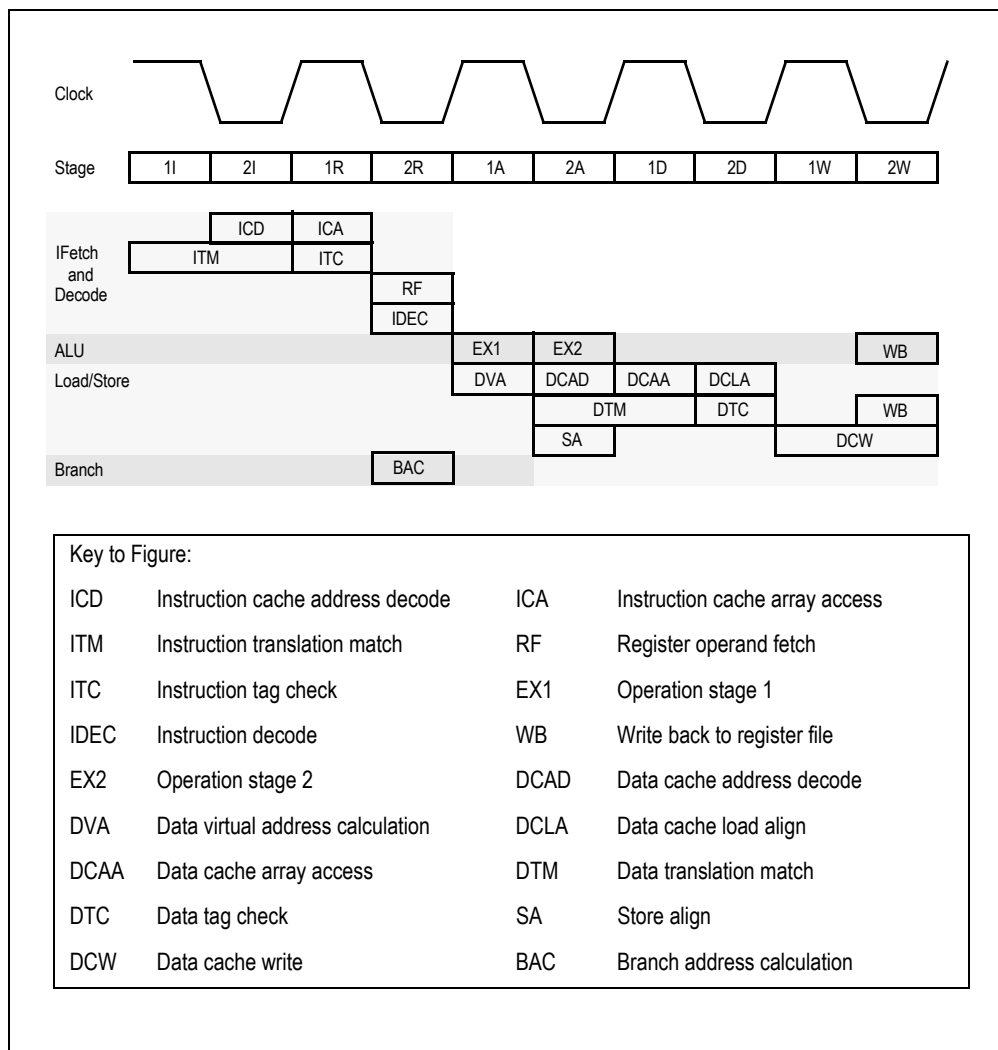 Clock
Stage 1I 2I 1R 2R 1A 2A 1D 2D 1W 2W
IFetch
and
Decode
ICD ICA
ITM ITC
RF
IDEC
ALU EX1 EX2 WB
Load/Store DVA DCAD DCAA DCLA
DTM DTC WB
SA DCW
Branch BAC
Key to Figure:
ICD Instruction cache address decode ICA Instruction cache array access
ITM Instruction translation match RF Register operand fetch
ITC Instruction tag check EX1 Operation stage 1
IDEC Instruction decode WB Write back to register file
EX2 Operation stage 2 DCAD Data cache address decode
DVA Data virtual address calculation DCLA Data cache load align
DCAA Data cache array access DTM Data translation match
DTC Data tag check SA Store align
DCW Data cache write BAC Branch address calculation